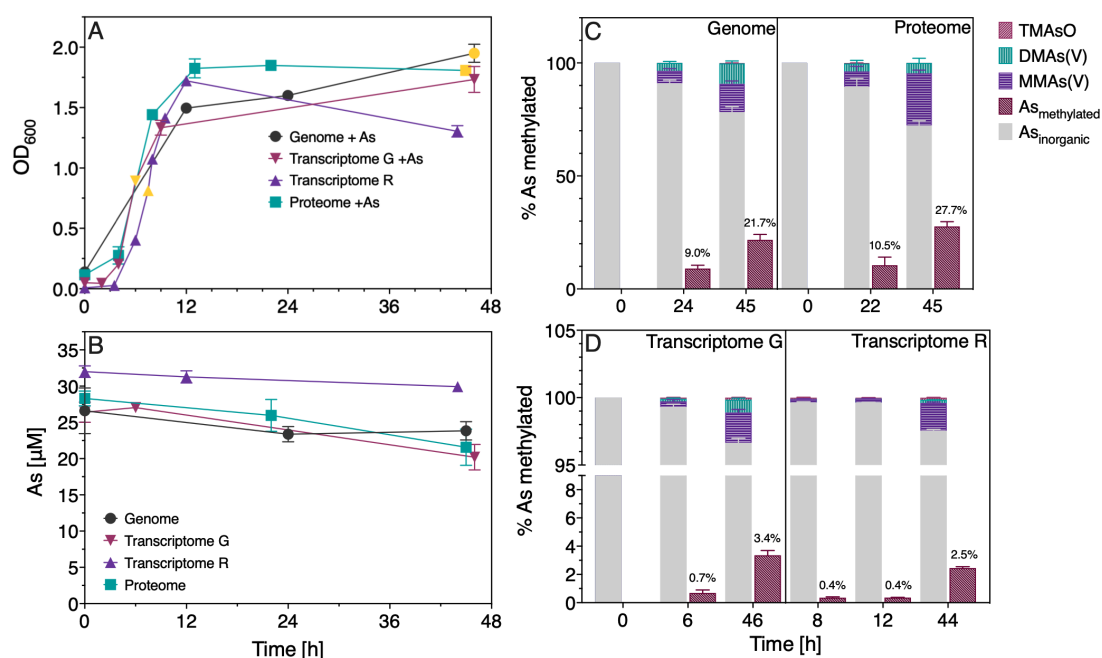 A
OD600
2.0
1.5
1.0
0.5
0.0
0 12 24 36 48
Genome + As
Transcriptome G +As
Transcriptome R
Proteome +As
B
As [µM]
35
30
25
20
15
10
5
0
0 12 24 36 48
Time [h]
Genome
Transcriptome G
Transcriptome R
Proteome
C
Genome
Proteome
% As methylated
100
50
0
9.0%
21.7%
10.5%
27.7%
0 24 45 0 22 45
TMAsO
DMAs(V)
MMAs(V)
Asmethylated
Asinorganic
D
Transcriptome G
Transcriptome R
% As methylated
105
100
95
8
6
4
2
0
0.7%
3.4%
0.4%
0.4%
2.5%
0 6 46 8 12 44
Time [h]